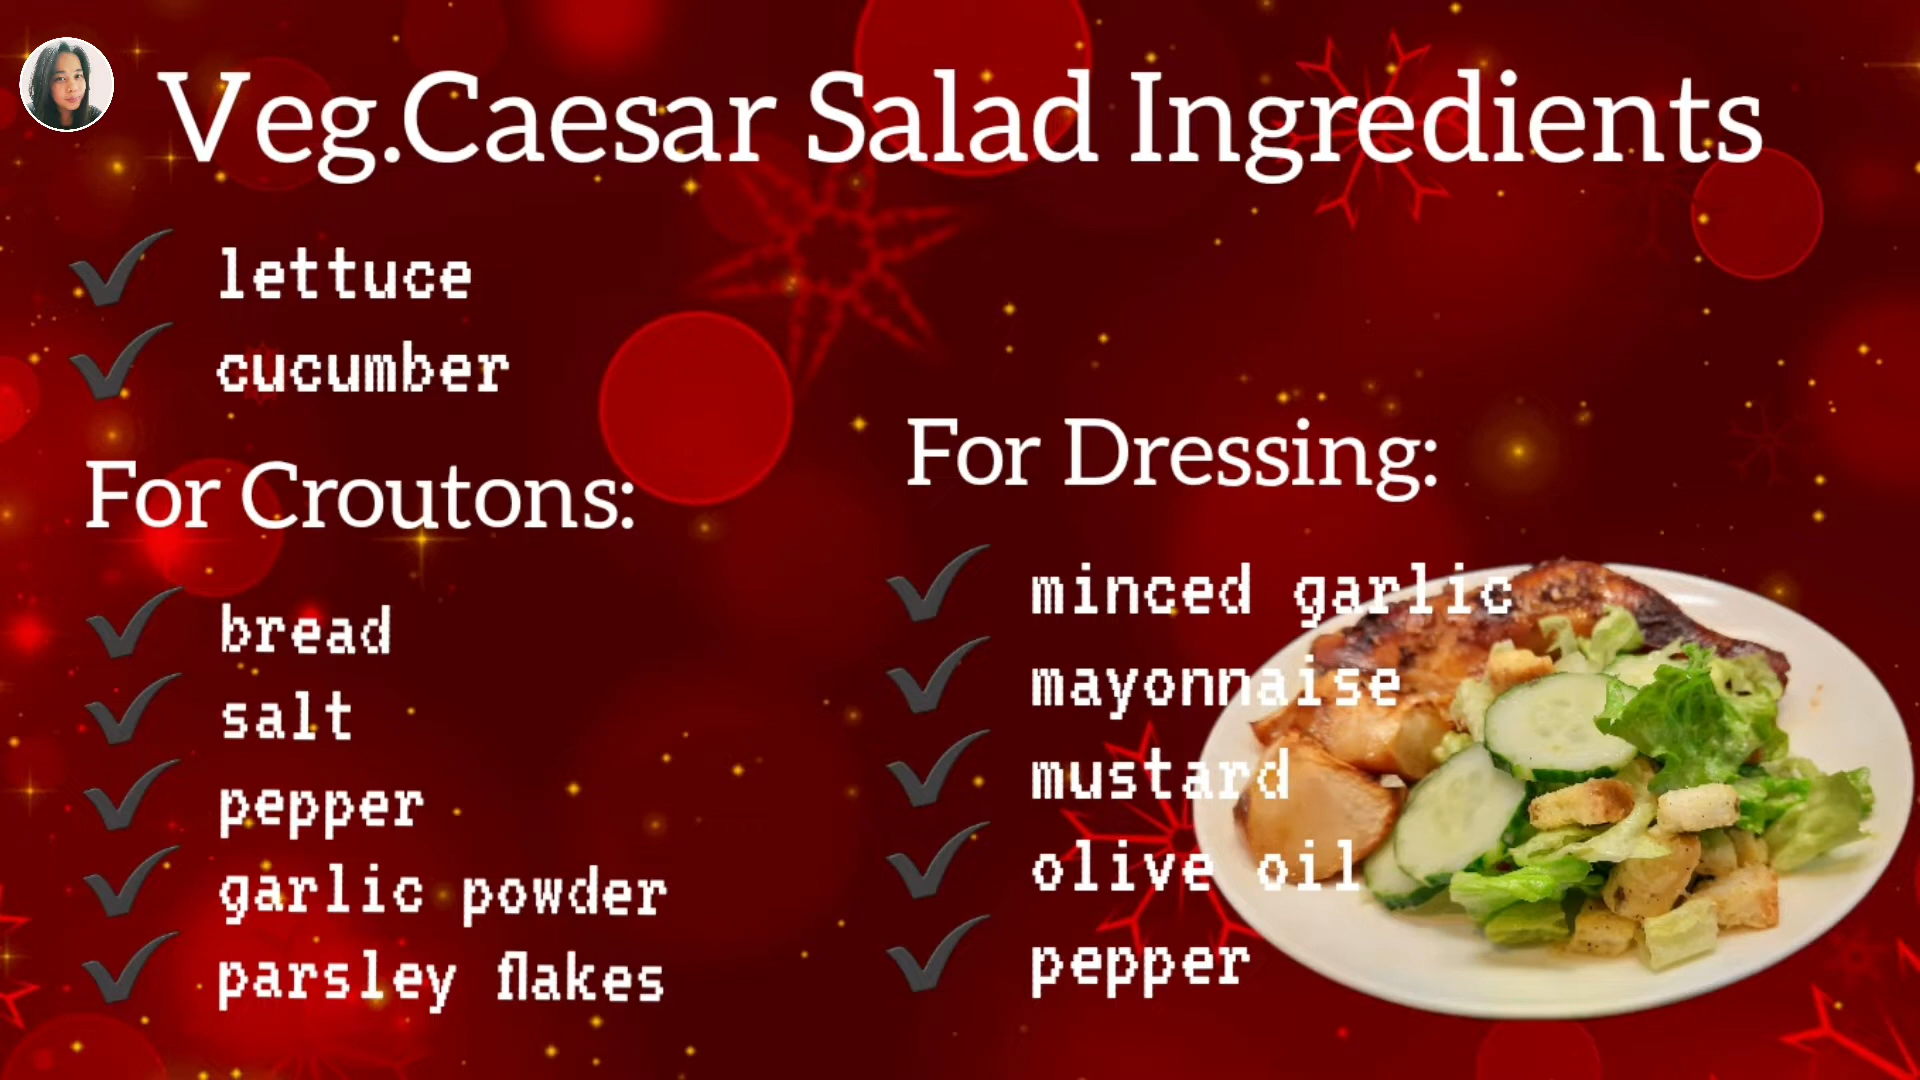 Veg.Caesar Salad Ingredients
lettuce
cucumber
For Croutons:
bread
salt
pepper
garlic powder
parsley flakes
For Dressing:
minced garlic
mayonnaise
mustard
olive oil
pepper